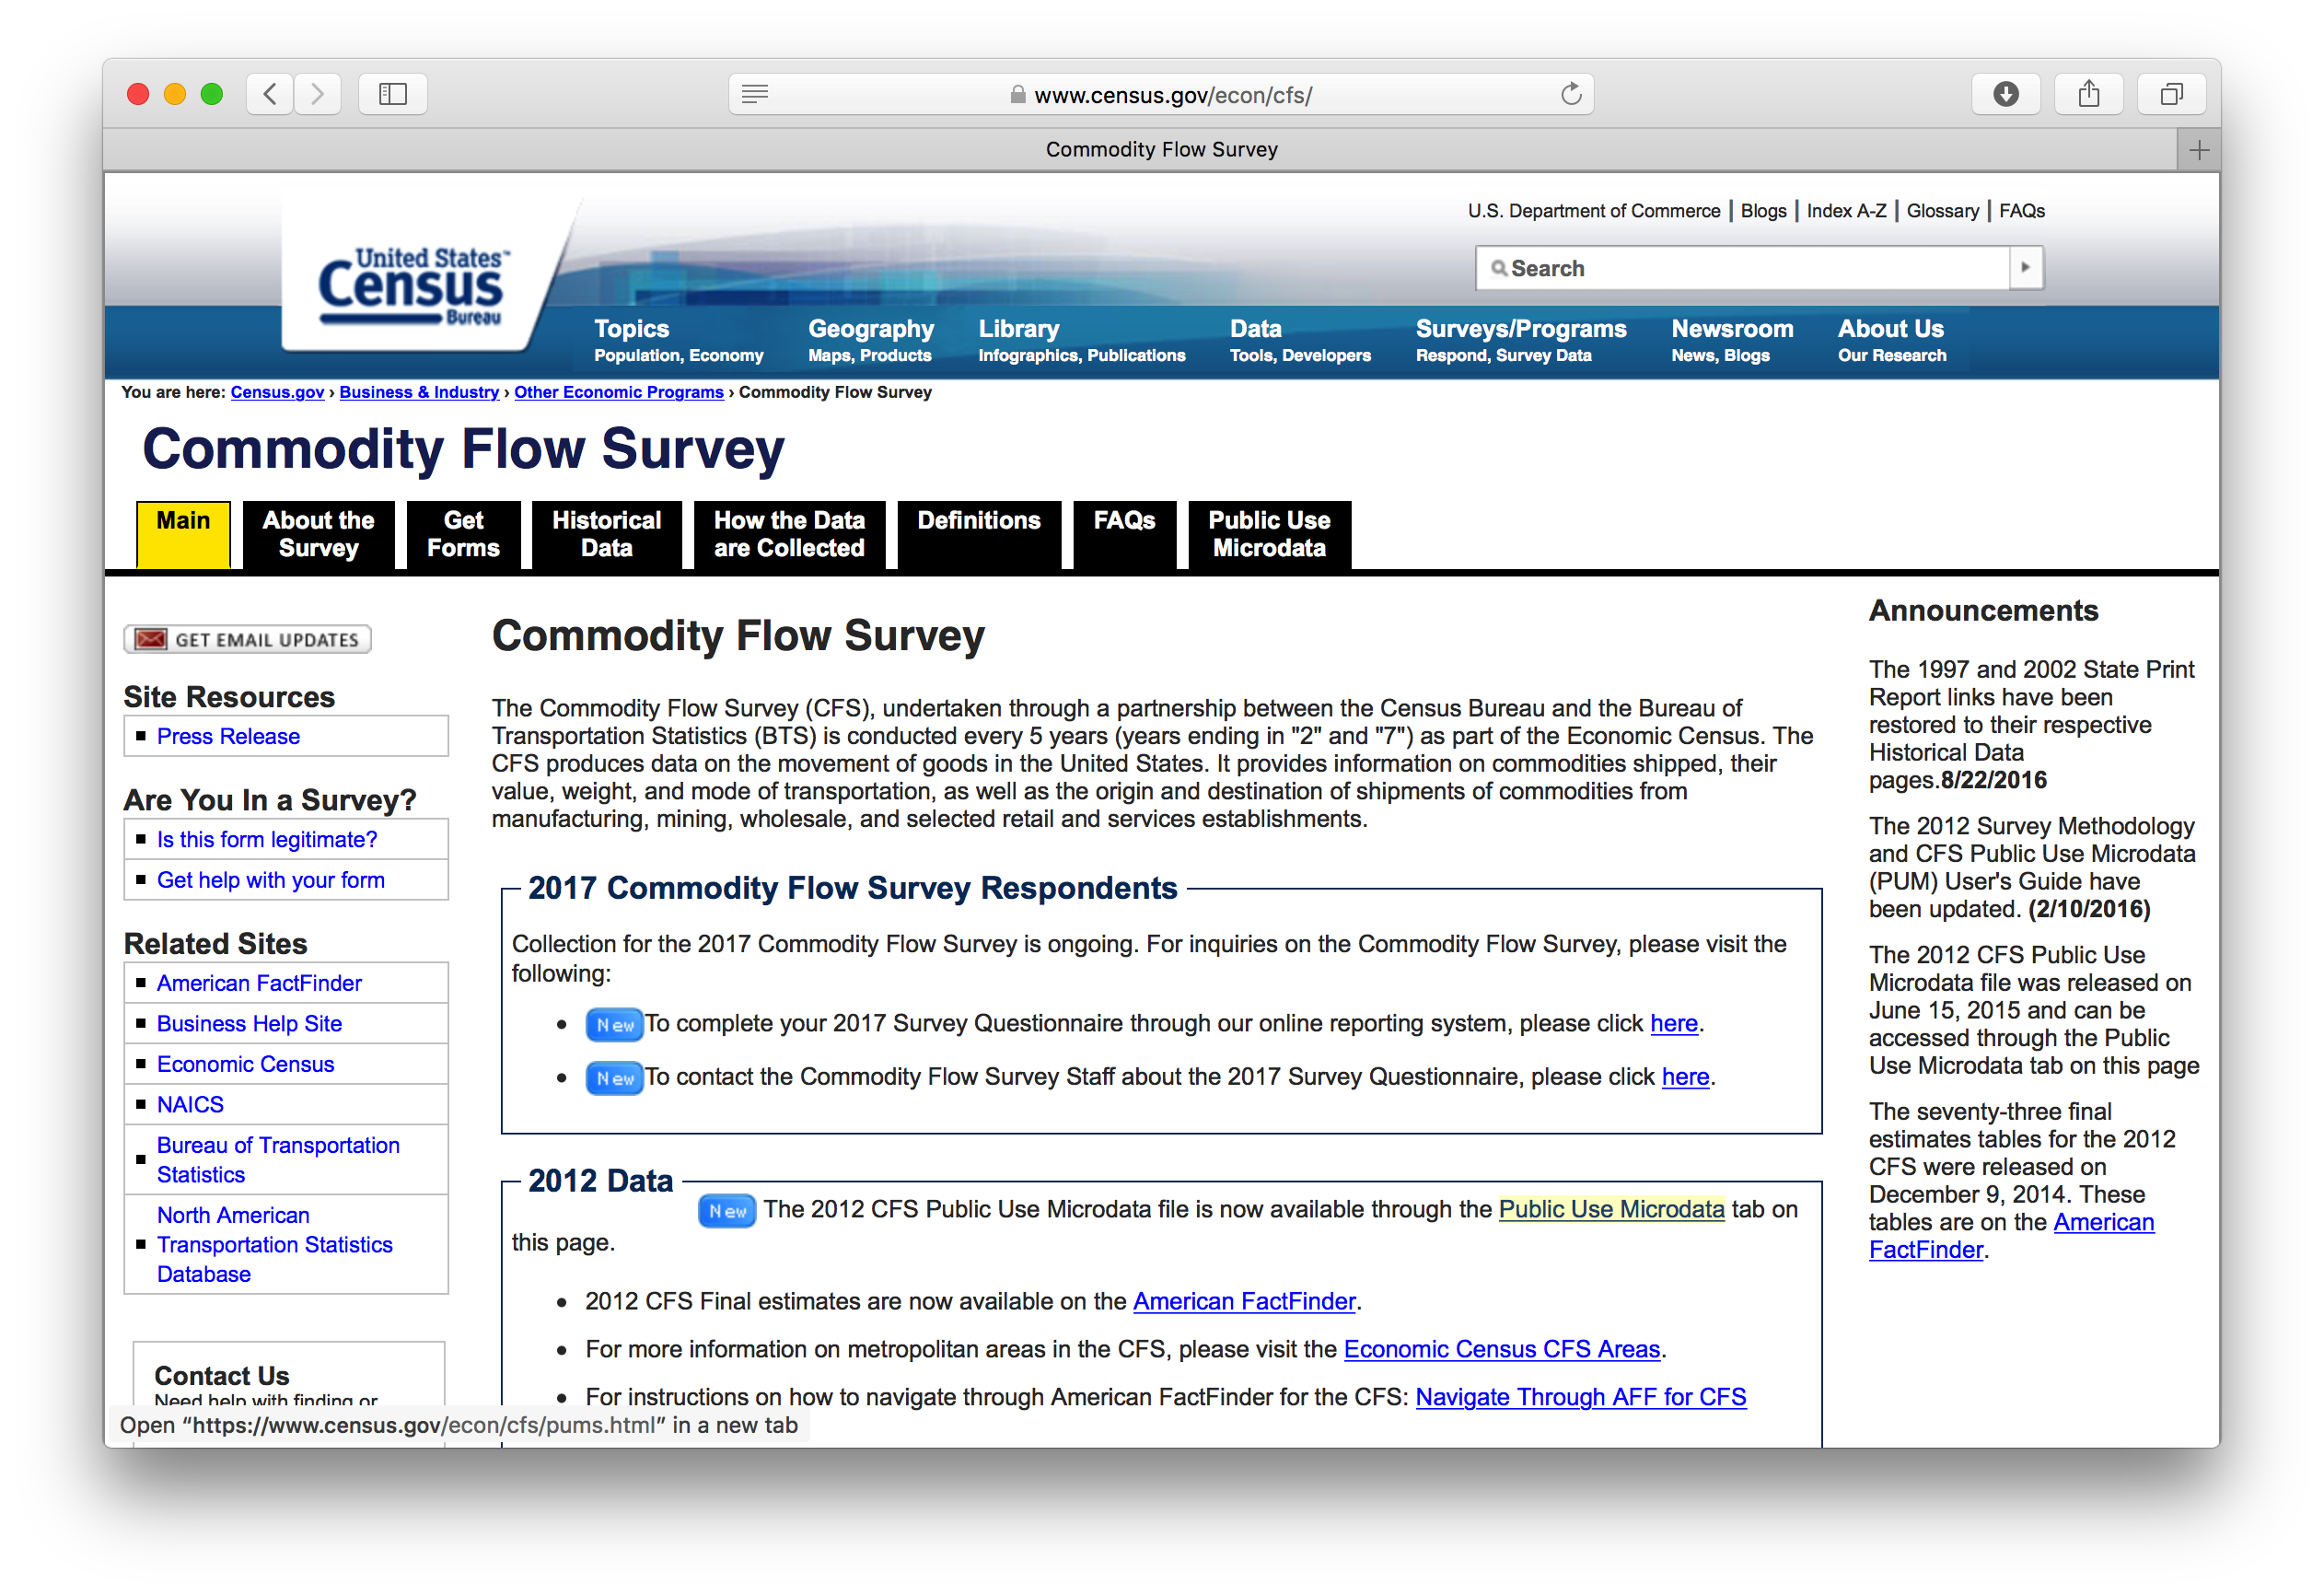 www.census.gov/econ/cfs/
Commodity Flow Survey
U.S. Department of Commerce | Blogs | Index A-Z | Glossary | FAQs
United States™
Census
Bureau
Search
Topics
Population, Economy
Geography
Maps, Products
Library
Infographics, Publications
Data
Tools, Developers
Surveys/Programs
Respond, Survey Data
Newsroom
News, Blogs
About Us
Our Research
You are here: Census.gov › Business & Industry › Other Economic Programs › Commodity Flow Survey
Commodity Flow Survey
Main
About the
Survey
Get
Forms
Historical
Data
How the Data
are Collected
Definitions
FAQs
Public Use
Microdata
GET EMAIL UPDATES
Site Resources
Press Release
Are You In a Survey?
Is this form legitimate?
Get help with your form
Related Sites
American FactFinder
Business Help Site
Economic Census
NAICS
Bureau of Transportation
Statistics
North American
Transportation Statistics
Database
Contact Us
Need help with finding or
Commodity Flow Survey
The Commodity Flow Survey (CFS), undertaken through a partnership between the Census Bureau and the Bureau of
Transportation Statistics (BTS) is conducted every 5 years (years ending in "2" and "7") as part of the Economic Census. The
CFS produces data on the movement of goods in the United States. It provides information on commodities shipped, their
value, weight, and mode of transportation, as well as the origin and destination of shipments of commodities from
manufacturing, mining, wholesale, and selected retail and services establishments.
2017 Commodity Flow Survey Respondents
Collection for the 2017 Commodity Flow Survey is ongoing. For inquiries on the Commodity Flow Survey, please visit the
following:
New To complete your 2017 Survey Questionnaire through our online reporting system, please click here.
New To contact the Commodity Flow Survey Staff about the 2017 Survey Questionnaire, please click here.
2012 Data
New The 2012 CFS Public Use Microdata file is now available through the Public Use Microdata tab on
this page.
2012 CFS Final estimates are now available on the American FactFinder.
For more information on metropolitan areas in the CFS, please visit the Economic Census CFS Areas.
For instructions on how to navigate through American FactFinder for the CFS: Navigate Through AFF for CFS
Announcements
The 1997 and 2002 State Print
Report links have been
restored to their respective
Historical Data
pages.8/22/2016
The 2012 Survey Methodology
and CFS Public Use Microdata
(PUM) User's Guide have
been updated. (2/10/2016)
The 2012 CFS Public Use
Microdata file was released on
June 15, 2015 and can be
accessed through the Public
Use Microdata tab on this page
The seventy-three final
estimates tables for the 2012
CFS were released on
December 9, 2014. These
tables are on the American
FactFinder.
Open “https://www.census.gov/econ/cfs/pums.html” in a new tab